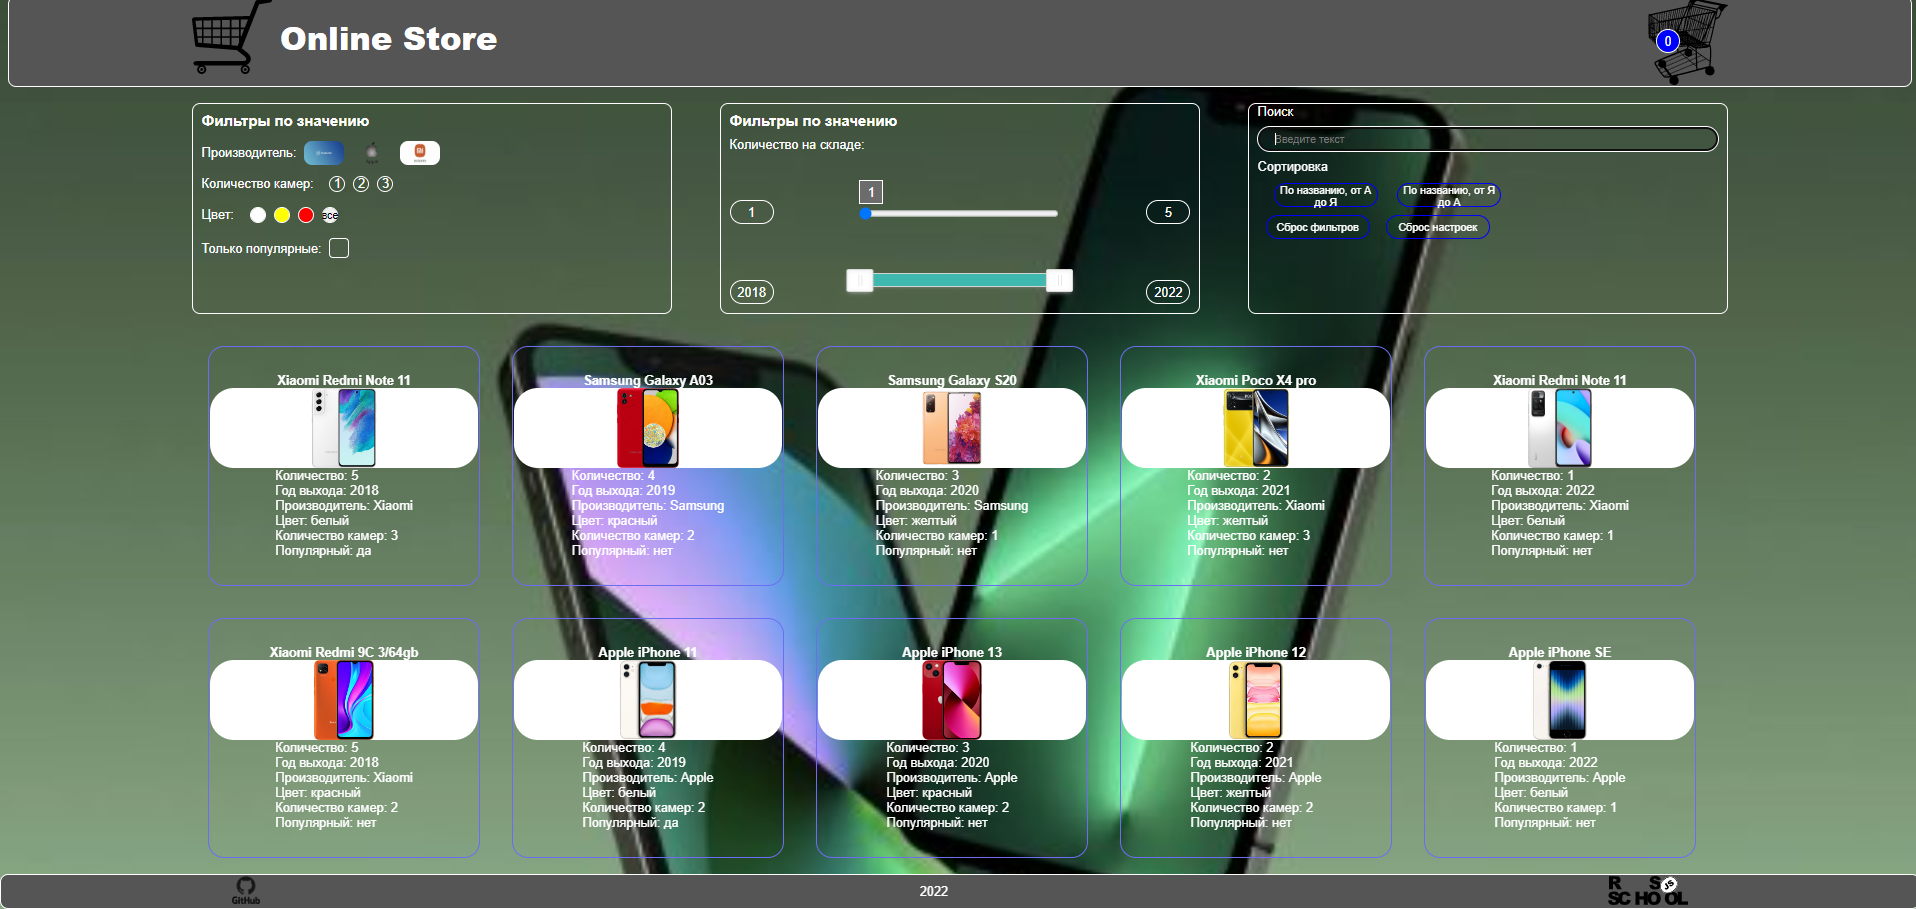 Online Store
0
Фильтры по значению
Производитель:
Количество камер: 1 2 3
Цвет: все
Только популярные:
Фильтры по значению
Количество на складе:
1
1
5
2018
2022
Поиск
Введите текст
Сортировка
По названию, от А
до Я
По названию, от Я
до А
Сброс фильтров
Сброс настроек
Xiaomi Redmi Note 11
Количество: 5
Год выхода: 2018
Производитель: Xiaomi
Цвет: белый
Количество камер: 3
Популярный: да
Samsung Galaxy A03
Количество: 4
Год выхода: 2019
Производитель: Samsung
Цвет: красный
Количество камер: 2
Популярный: нет
Samsung Galaxy S20
Количество: 3
Год выхода: 2020
Производитель: Samsung
Цвет: желтый
Количество камер: 1
Популярный: нет
Xiaomi Poco X4 pro
Количество: 2
Год выхода: 2021
Производитель: Xiaomi
Цвет: желтый
Количество камер: 3
Популярный: нет
Xiaomi Redmi Note 11
Количество: 1
Год выхода: 2022
Производитель: Xiaomi
Цвет: белый
Количество камер: 1
Популярный: нет
Xiaomi Redmi 9C 3/64gb
Количество: 5
Год выхода: 2018
Производитель: Xiaomi
Цвет: красный
Количество камер: 2
Популярный: нет
Apple iPhone 11
Количество: 4
Год выхода: 2019
Производитель: Apple
Цвет: белый
Количество камер: 2
Популярный: да
Apple iPhone 13
Количество: 3
Год выхода: 2020
Производитель: Apple
Цвет: красный
Количество камер: 2
Популярный: нет
Apple iPhone 12
Количество: 2
Год выхода: 2021
Производитель: Apple
Цвет: желтый
Количество камер: 2
Популярный: нет
Apple iPhone SE
Количество: 1
Год выхода: 2022
Производитель: Apple
Цвет: белый
Количество камер: 1
Популярный: нет
GitHub
2022
R S JS
SCHOOL